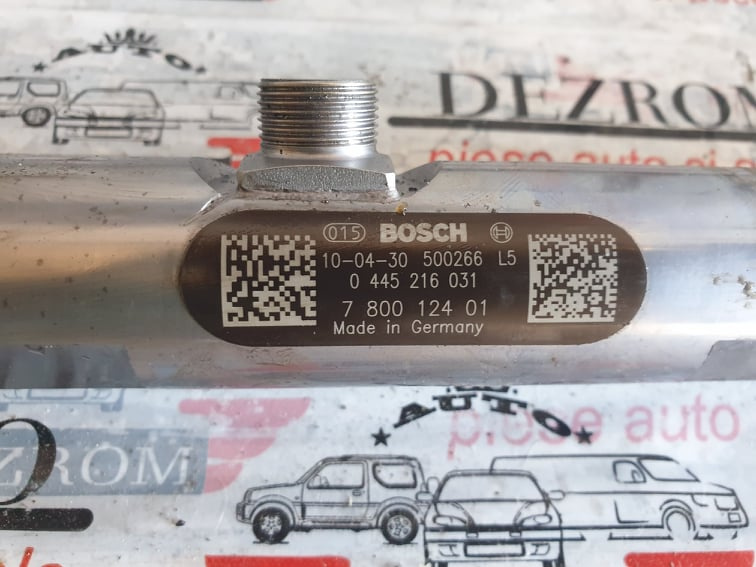 AUTO
DEZROM
piese auto si
015 BOSCH
10-04-30 500266 L5
0 445 216 031
7 800 124 01
Made in Germany
AUTO
piese auto
DEZROM